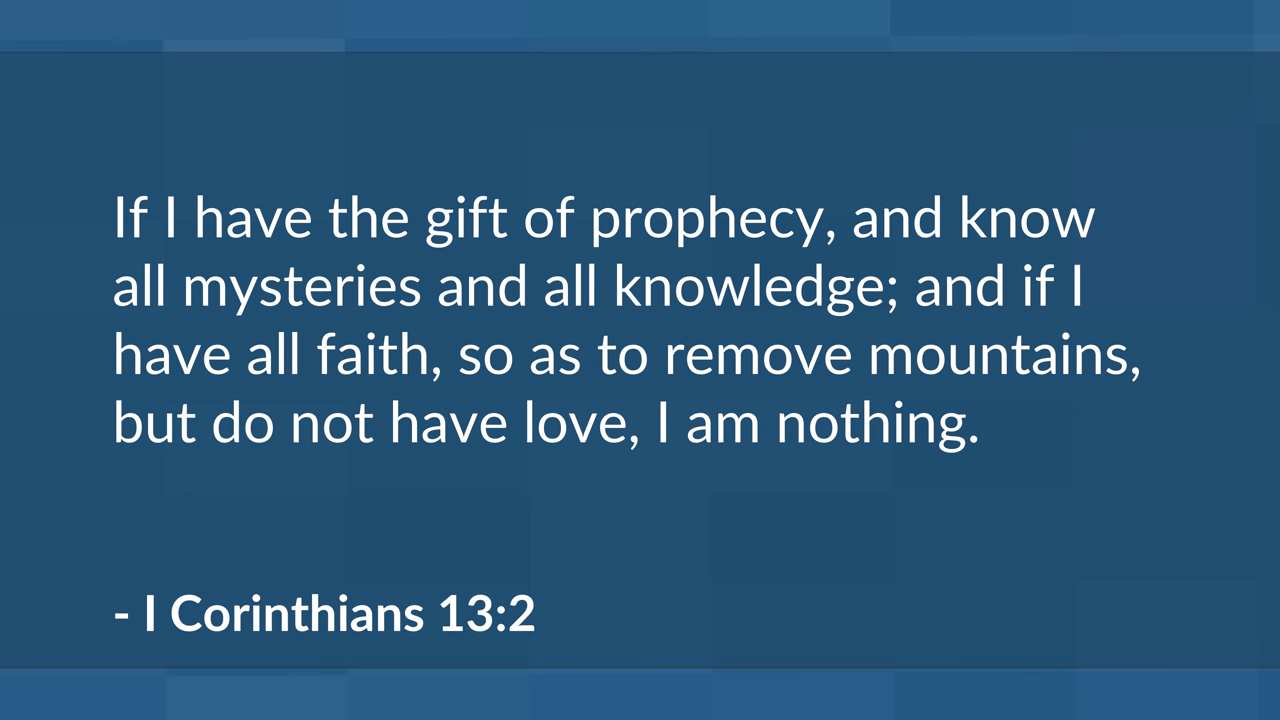 If I have the gift of prophecy, and know
all mysteries and all knowledge; and if I
have all faith, so as to remove mountains,
but do not have love, I am nothing.
- I Corinthians 13:2